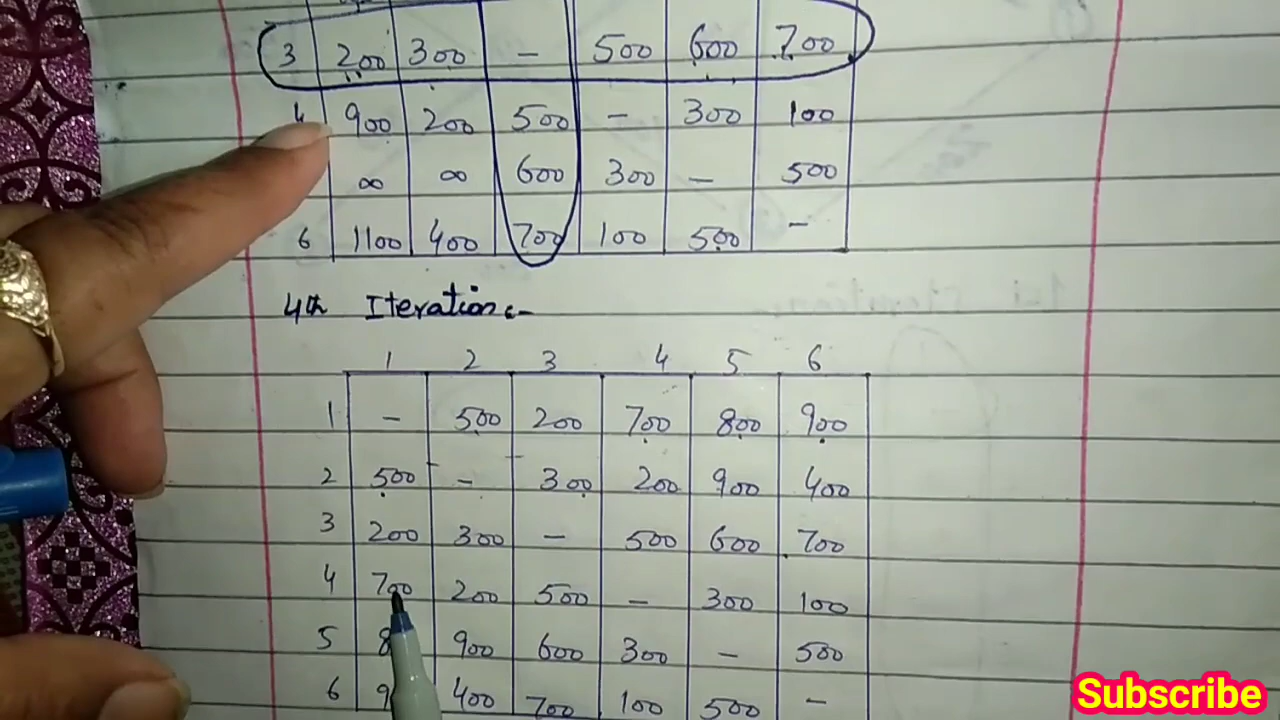 3 200 300 - 500 600 700
4 900 200 500 - 300 100
∞ ∞ 600 300 - 500
6 1100 400 700 100 500 -
4th Iteration:-
1 2 3 4 5 6
1 - 500 200 700 800 900
2 500 - 300 200 900 400
3 200 300 - 500 600 700
4 700 200 500 - 300 100
5 900 600 300 - 500
6 400 700 100 500 -
Subscribe